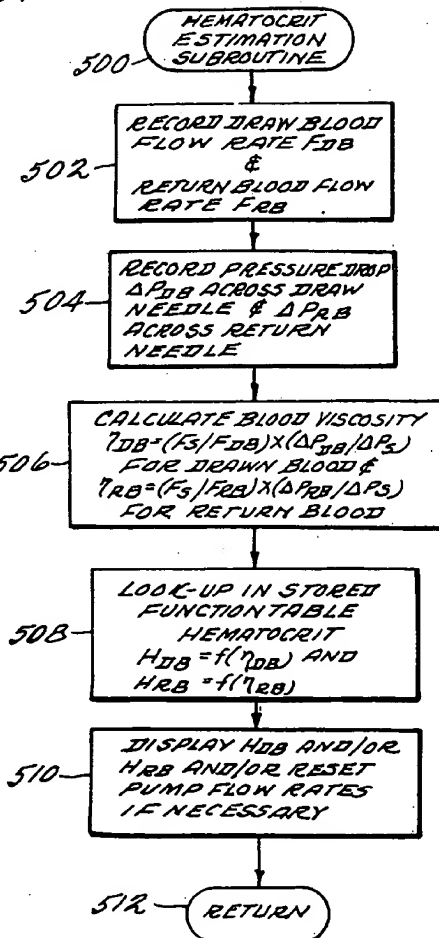 HEMATOCRIT
ESTIMATION
SUBROUTINE
500
RECORD DRAW BLOOD
FLOW RATE FDB
&
RETURN BLOOD FLOW
RATE FRB
502
RECORD PRESSURE DROP
ΔPDB ACROSS DRAW
NEEDLE & ΔPRB
ACROSS RETURN
NEEDLE
504
CALCULATE BLOOD VISCOSITY
ηDB=(FS/FDB)×(ΔPDB/ΔPS)
FOR DRAWN BLOOD &
ηRB=(FS/FRB)×(ΔPRB/ΔPS)
FOR RETURN BLOOD
506
LOOK-UP IN STORED
FUNCTION TABLE
HEMATOCRIT
HDB=f(ηDB) AND
HRB=f(ηRB)
508
DISPLAY HDB AND/OR
HRB AND/OR RESET
PUMP FLOW RATES
IF NECESSARY
510
RETURN
512